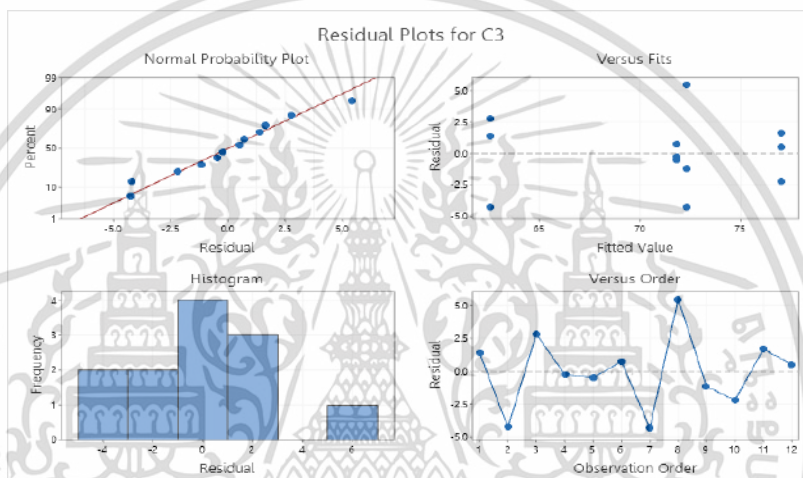 Residual Plots for C3
Normal Probability Plot
99
90
50
10
1
Percent
-5.0
-2.5
0.0
2.5
5.0
Residual
Versus Fits
5.0
2.5
0.0
-2.5
-5.0
Residual
65
70
75
Fitted Value
Histogram
4
3
2
1
0
Frequency
-4
-2
0
2
4
6
Residual
Versus Order
5.0
2.5
0.0
-2.5
-5.0
Residual
1 2 3 4 5 6 7 8 9 10 11 12
Observation Order